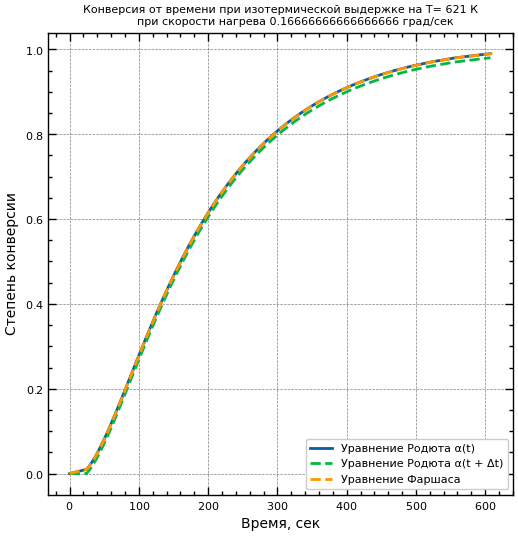 Конверсия от времени при изотермической выдержке на T= 621 К
при скорости нагрева 0.16666666666666666 град/сек
1.0
0.8
0.6
0.4
0.2
0.0
Степень конверсии
0 100 200 300 400 500 600
Время, сек
Уравнение Родюта α(t)
Уравнение Родюта α(t + Δt)
Уравнение Фаршаса